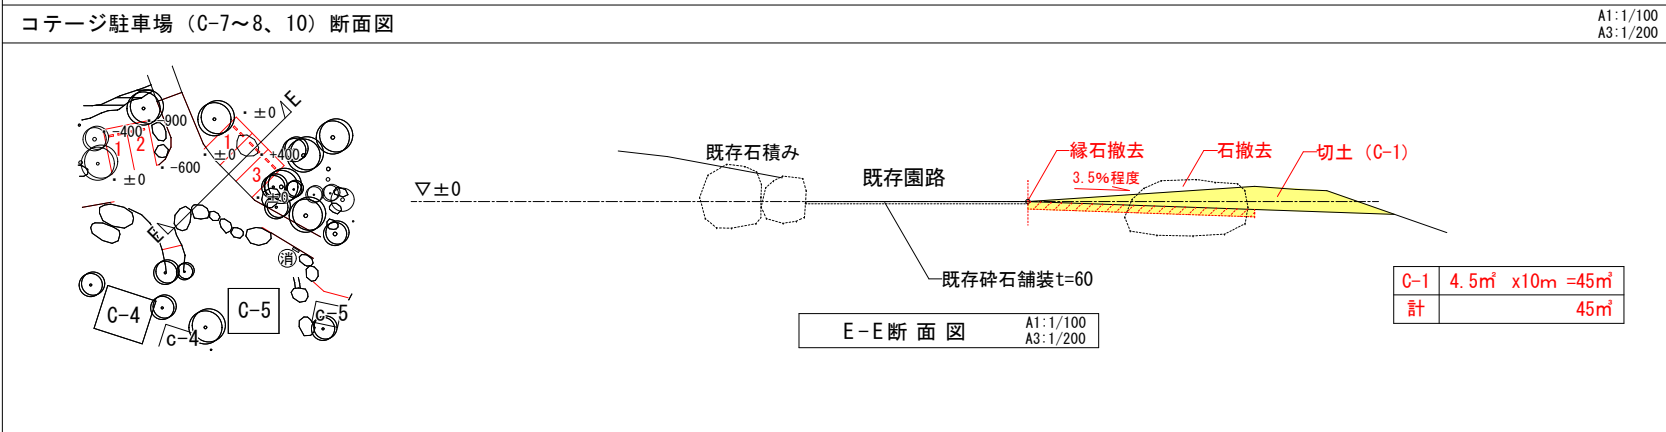 コテージ駐車場（C-7～8、10）断面図
A1:1/100
A3:1/200
E
±0
-900
-400
1
2
1
±0
+400
-600
3
±0
±0
E
消
C-4
C-5
c-5
c-4
既存石積み
▽±0
既存園路
縁石撤去
3.5%程度
石撤去
切土（C-1）
既存砕石舗装t=60
E-E断面図
A1:1/100
A3:1/200
C-1 4.5㎡ x10m =45㎥
計 45㎥